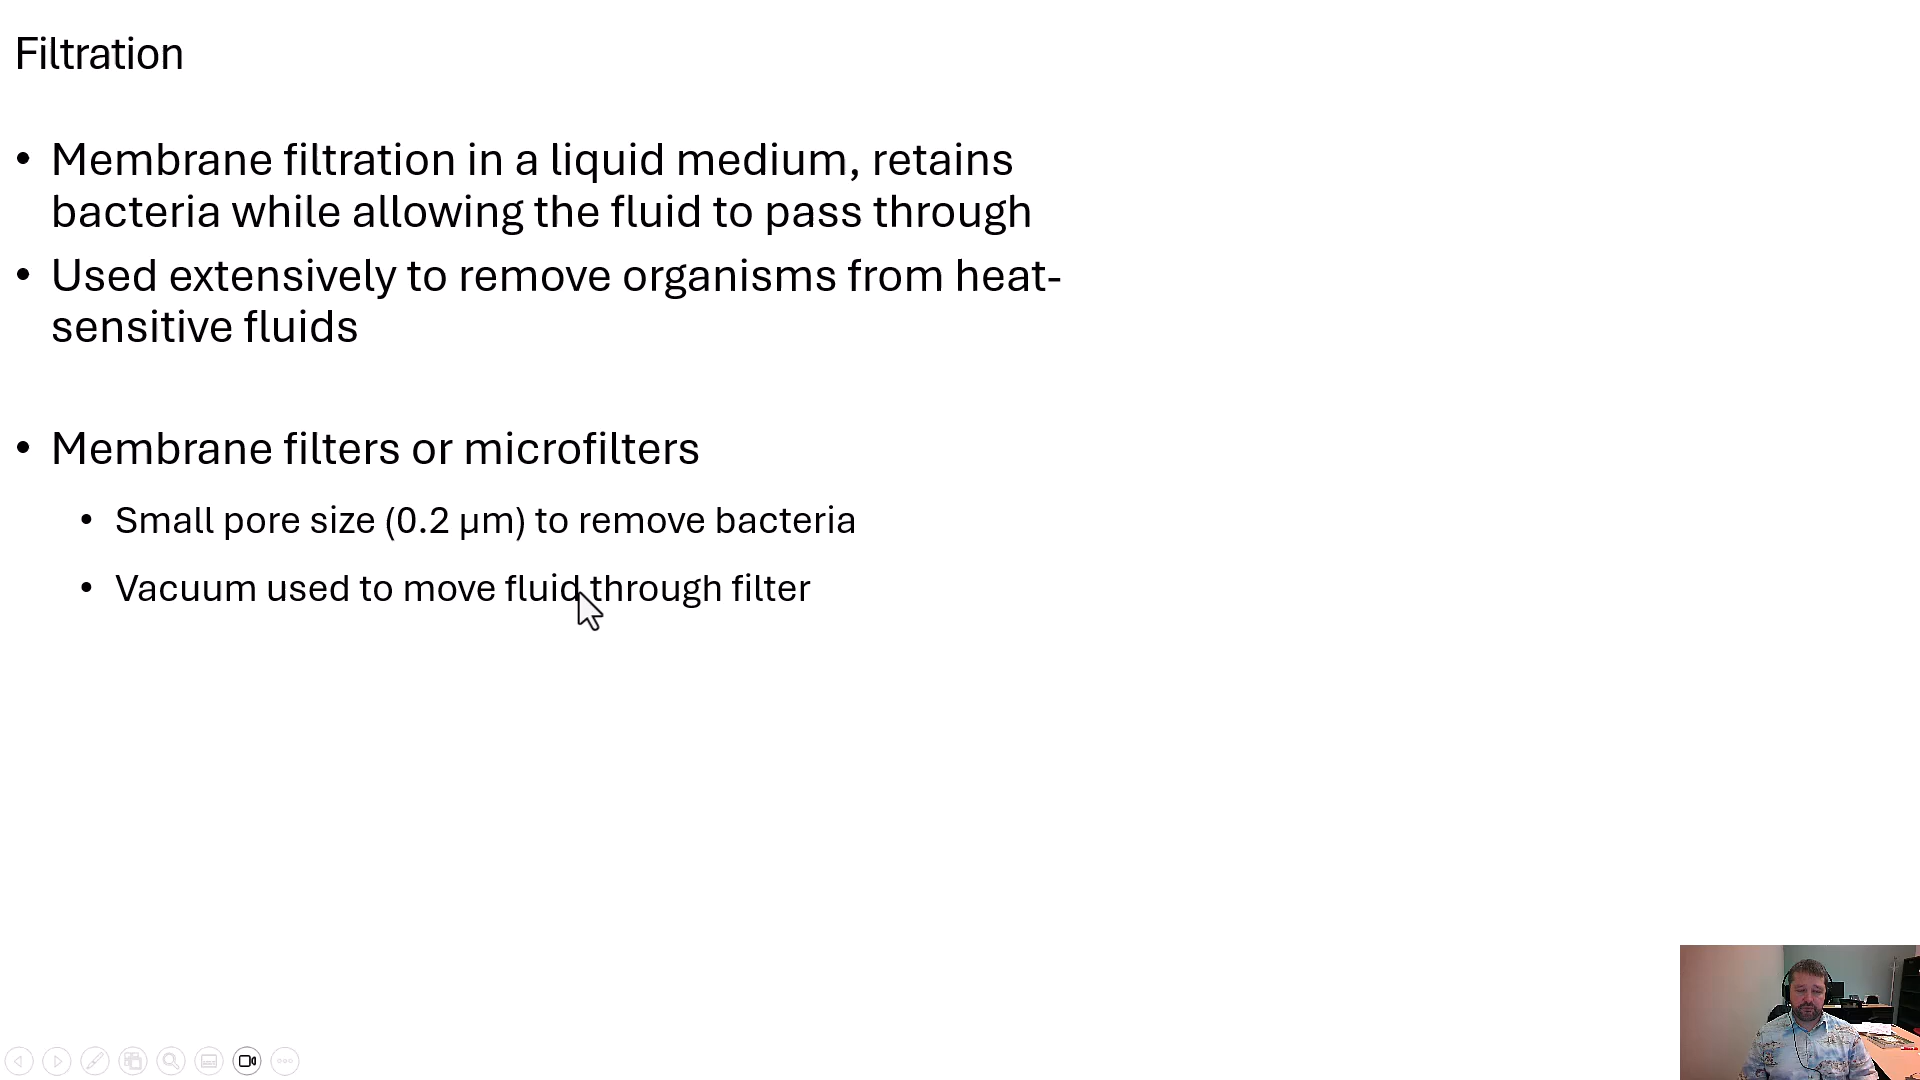 Filtration
• Membrane filtration in a liquid medium, retains
bacteria while allowing the fluid to pass through
• Used extensively to remove organisms from heat-
sensitive fluids
• Membrane filters or microfilters
• Small pore size (0.2 µm) to remove bacteria
• Vacuum used to move fluid through filter